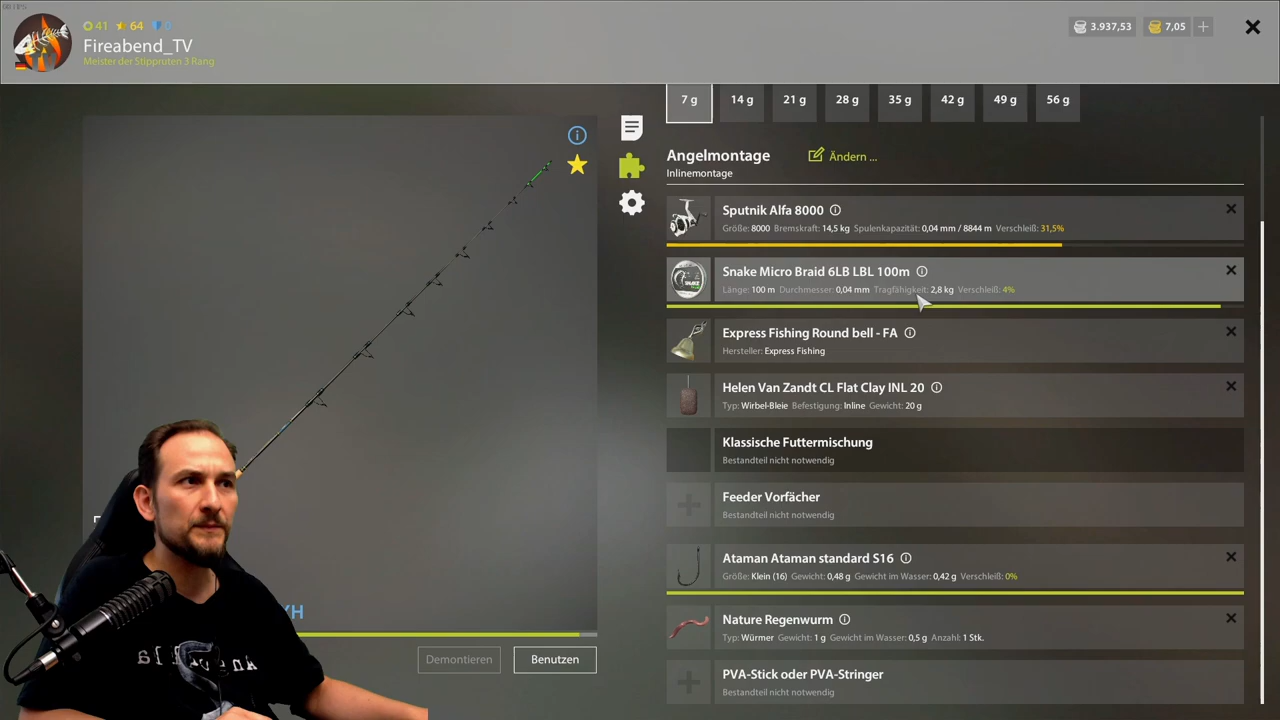 41 64 0
Fireabend_TV
Meister der Stippruten 3 Rang
3.937,53 7,05
7 g 14 g 21 g 28 g 35 g 42 g 49 g 56 g
Angelmontage Ändern ...
Inlinemontage
Sputnik Alfa 8000
Größe: 8000 Bremskraft: 14,5 kg Spulenkapazität: 0,04 mm / 8844 m Verschleiß: 31,5%
Snake Micro Braid 6LB LBL 100m
Länge: 100 m Durchmesser: 0,04 mm Tragfähigkeit: 2,8 kg Verschleiß: 4%
Express Fishing Round bell - FA
Hersteller: Express Fishing
Helen Van Zandt CL Flat Clay INL 20
Typ: Wirbel-Bleie Befestigung: Inline Gewicht: 20 g
Klassische Futtermischung
Bestandteil nicht notwendig
Feeder Vorfächer
Bestandteil nicht notwendig
Ataman Ataman standard S16
Größe: Klein (16) Gewicht: 0,48 g Gewicht im Wasser: 0,42 g Verschleiß: 0%
Nature Regenwurm
Typ: Würmer Gewicht: 1 g Gewicht im Wasser: 0,5 g Anzahl: 1 Stk.
PVA-Stick oder PVA-Stringer
Bestandteil nicht notwendig
Demontieren Benutzen